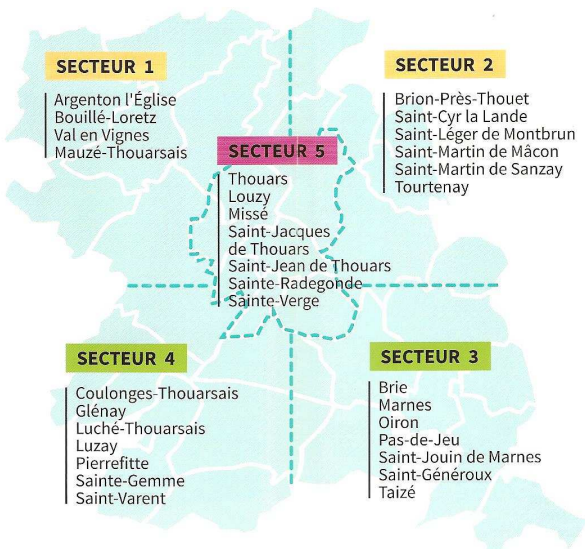 SECTEUR 1
Argenton l'Église
Bouillé-Loretz
Val en Vignes
Mauzé-Thouarsais
SECTEUR 2
Brion-Près-Thouet
Saint-Cyr la Lande
Saint-Léger de Montbrun
Saint-Martin de Mâcon
Saint-Martin de Sanzay
Tourtenay
SECTEUR 5
Thouars
Louzy
Missé
Saint-Jacques
de Thouars
Saint-Jean de Thouars
Sainte-Radegonde
Sainte-Verge
SECTEUR 4
Coulonges-Thouarsais
Glénay
Luché-Thouarsais
Luzay
Pierrefitte
Sainte-Gemme
Saint-Varent
SECTEUR 3
Brie
Marnes
Oiron
Pas-de-Jeu
Saint-Jouin de Marnes
Saint-Généroux
Taizé